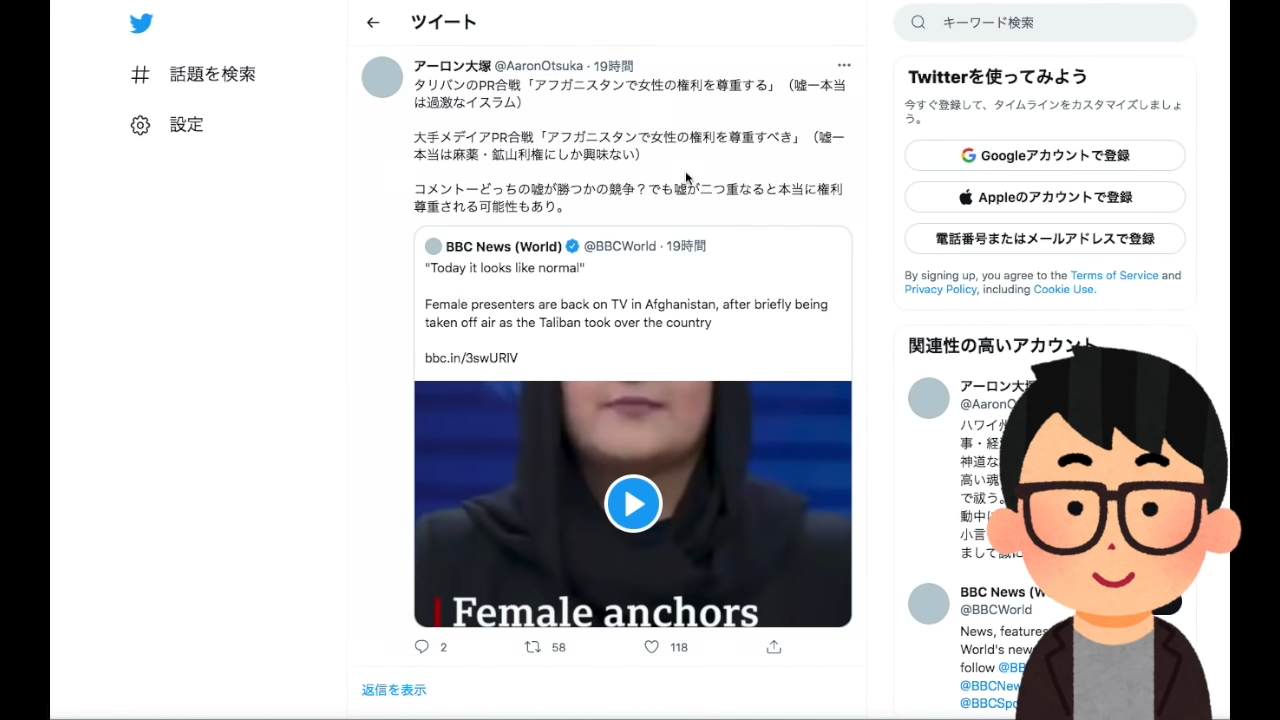 話題を検索
設定
ツイート
アーロン大塚 @AaronOtsuka · 19時間
タリバンのPR合戦「アフガニスタンで女性の権利を尊重する」（嘘ー本当
は過激なイスラム）
大手メデイアPR合戦「アフガニスタンで女性の権利を尊重すべき」（嘘ー
本当は麻薬・鉱山利権にしか興味ない）
コメントーどっちの嘘が勝つかの競争？でも嘘が二つ重なると本当に権利
尊重される可能性もあり。
BBC News (World) @BBCWorld · 19時間
"Today it looks like normal"
Female presenters are back on TV in Afghanistan, after briefly being
taken off air as the Taliban took over the country
bbc.in/3swURlV
Female anchors
2 58 118
返信を表示
キーワード検索
Twitterを使ってみよう
今すぐ登録して、タイムラインをカスタマイズしましょ
う。
Googleアカウントで登録
Appleのアカウントで登録
電話番号またはメールアドレスで登録
By signing up, you agree to the Terms of Service and
Privacy Policy, including Cookie Use.
関連性の高いアカウント
アーロン大塚
@AaronO
ハワイ州
事・経
神道な
高い魂
で祓う。
動中に
小言
まして誠に
BBC News (W
@BBCWorld
News, features
World's new
follow @BB
@BBCNew
@BBCSpo